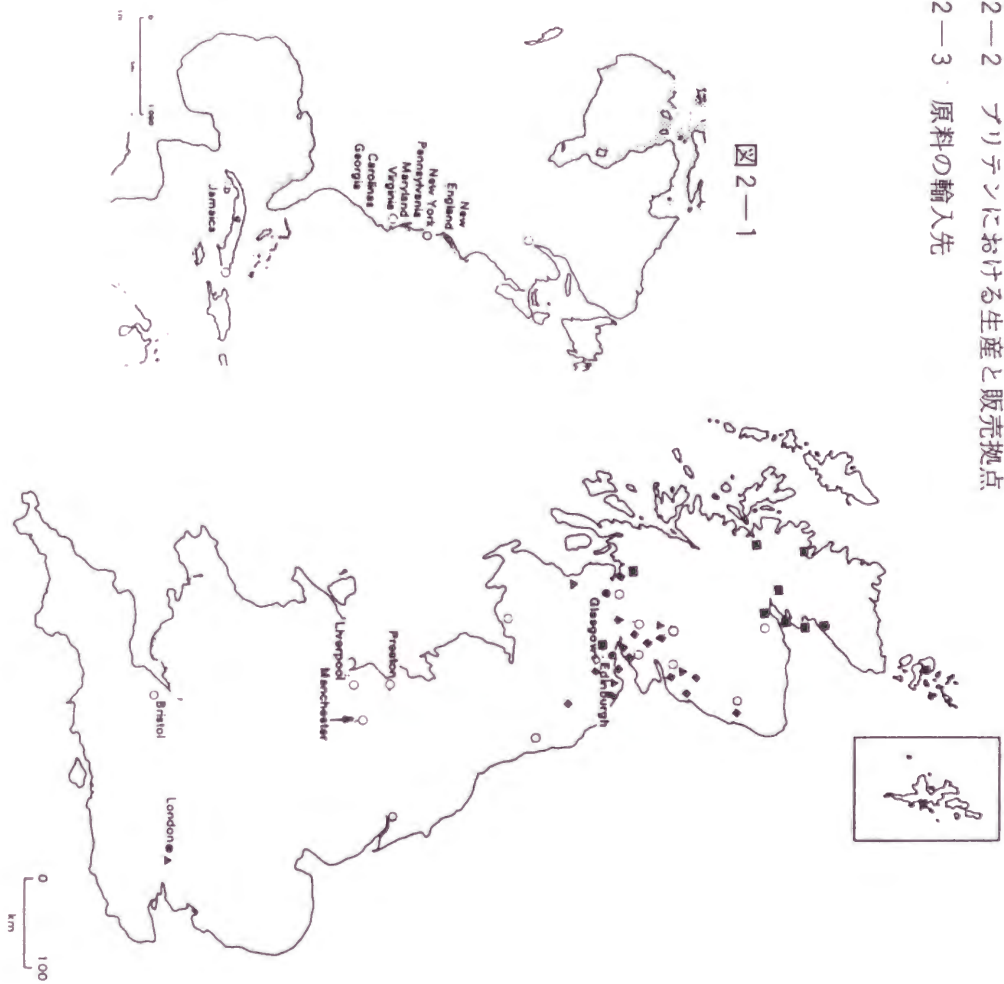 2―2 ブリテンにおける生産と販売拠点
2―3 原料の輸入先
図2―1
New England
New York
Pennsylvania
Maryland
Virginia
Carolinas
Georgia
Jamaica
0
1000
Glasgow
Edinburgh
Preston
Liverpool
Manchester
Bristol
London
0
100
km